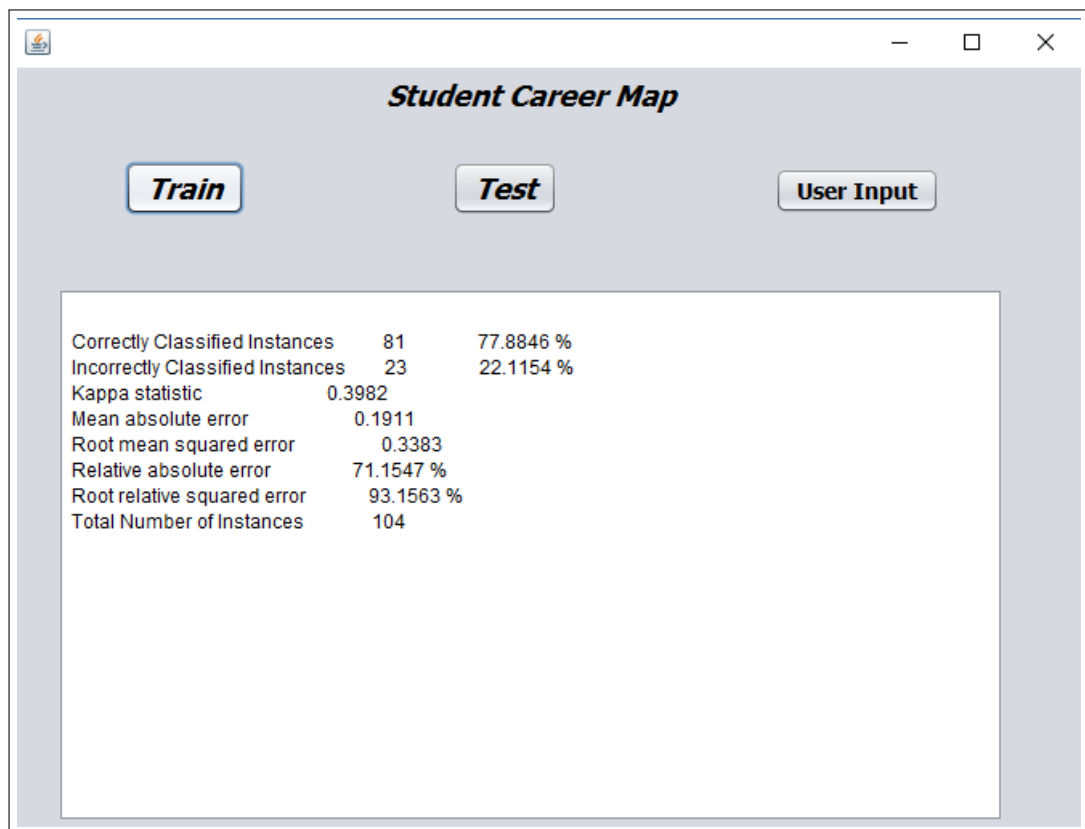 Student Career Map
Train Test User Input
Correctly Classified Instances 81 77.8846 %
Incorrectly Classified Instances 23 22.1154 %
Kappa statistic 0.3982
Mean absolute error 0.1911
Root mean squared error 0.3383
Relative absolute error 71.1547 %
Root relative squared error 93.1563 %
Total Number of Instances 104